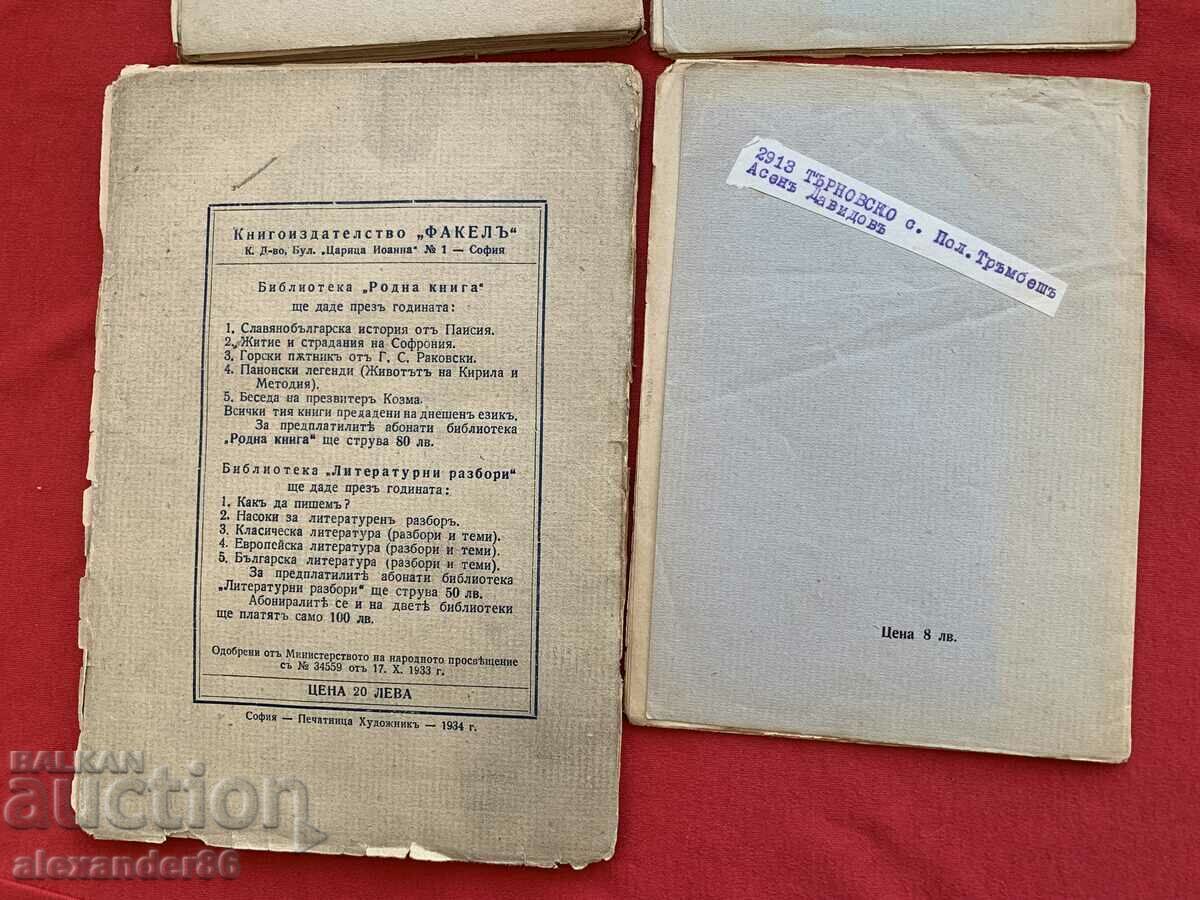 Книгоиздателство „ФАКЕЛЪ“
К. Д-во, Бул. „Царица Иоанна“ № 1 — София
Библиотека „Родна книга“
ще даде презъ годината:
1. Славянобългарска история отъ Паисия.
2. Житие и страдания на Софрония.
3. Горски пѫтникъ отъ Г. С. Раковски.
4. Панонски легенди (Животътъ на Кирила и
Методия).
5. Беседа на презвитеръ Козма.
Всички тия книги предадени на днешенъ езикъ.
За предплатилитѣ абонати библиотека
„Родна книга“ ще струва 80 лв.
Библиотека „Литературни разбори“
ще даде презъ годината:
1. Какъ да пишемъ?
2. Насоки за литературенъ разборъ.
3. Класическа литература (разбори и теми).
4. Европейска литература (разбори и теми).
5. Българска литература (разбори и теми).
За предплатилитѣ абонати библиотека
„Литературни разбори“ ще струва 50 лв.
Абониралитѣ се и на дветѣ библиотеки
ще платятъ само 100 лв.
Одобрени отъ Министерството на народното просвѣщение
съ № 34559 отъ 17. X. 1933 г.
ЦЕНА 20 ЛЕВА
София — Печатница Художникъ — 1934 г.
2913 ТЪРНОВСКО с. Пол. Тръмбешъ
Асенъ Давидовъ
Цена 8 лв.
BALKAN
auction
alexander86